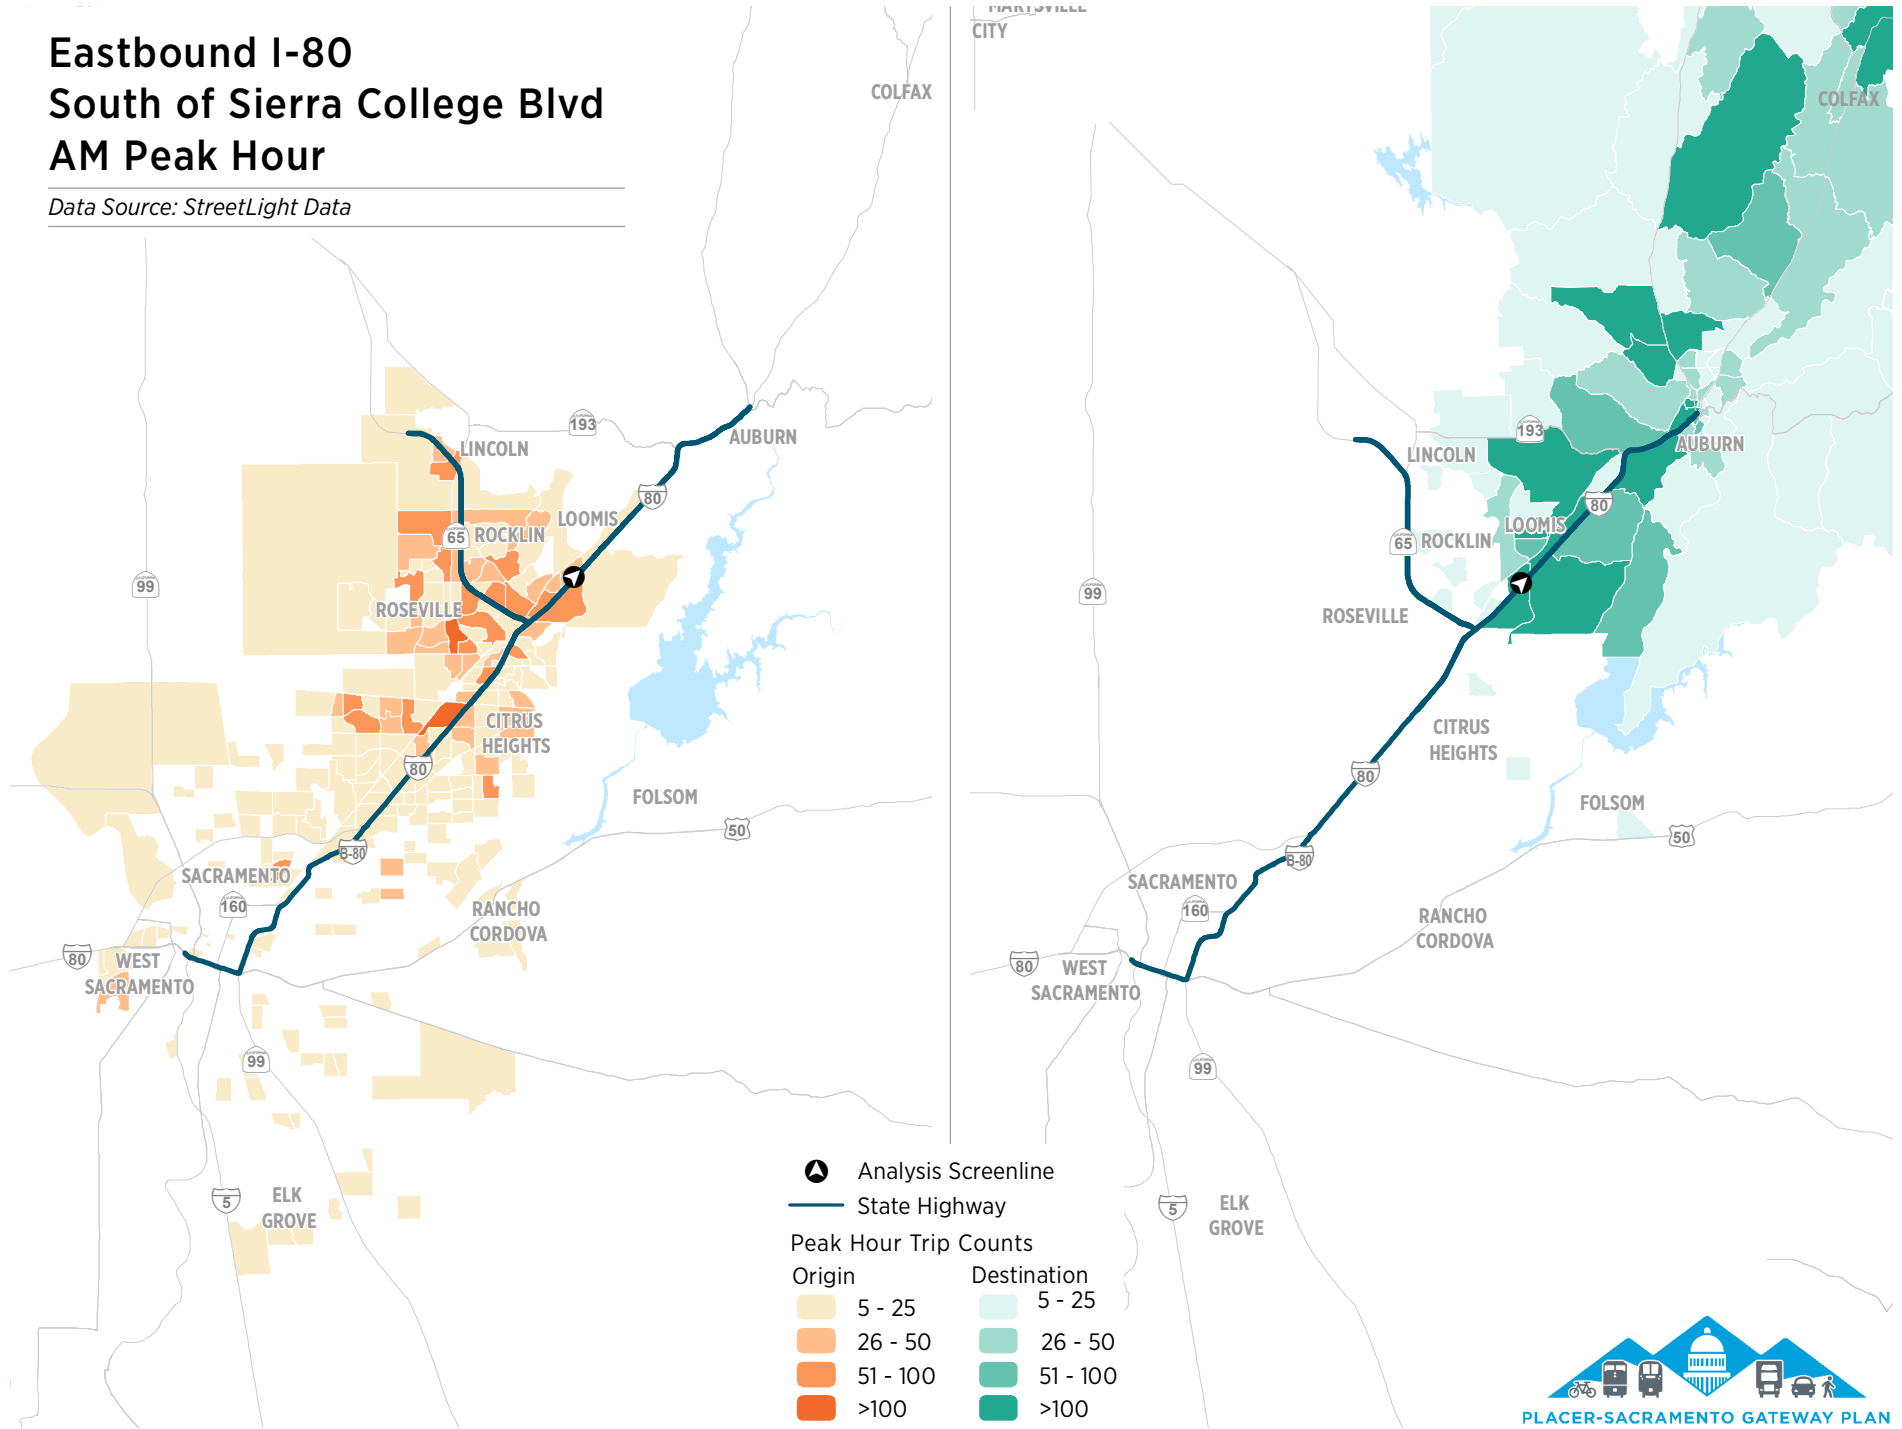 Eastbound I-80
South of Sierra College Blvd
AM Peak Hour
Data Source: StreetLight Data
COLFAX
193
LINCOLN
AUBURN
80
LOOMIS
65
ROCKLIN
99
ROSEVILLE
CITRUS
HEIGHTS
80
FOLSOM
50
B-80
SACRAMENTO
160
RANCHO
CORDOVA
80
WEST
SACRAMENTO
99
5
ELK
GROVE
MARYSVILLE
CITY
COLFAX
193
LINCOLN
AUBURN
80
LOOMIS
65
ROCKLIN
99
ROSEVILLE
CITRUS
HEIGHTS
80
FOLSOM
50
B-80
SACRAMENTO
160
RANCHO
CORDOVA
80
WEST
SACRAMENTO
99
5
ELK
GROVE
Analysis Screenline
State Highway
Peak Hour Trip Counts
Origin
5 - 25
26 - 50
51 - 100
>100
Destination
5 - 25
26 - 50
51 - 100
>100
PLACER-SACRAMENTO GATEWAY PLAN